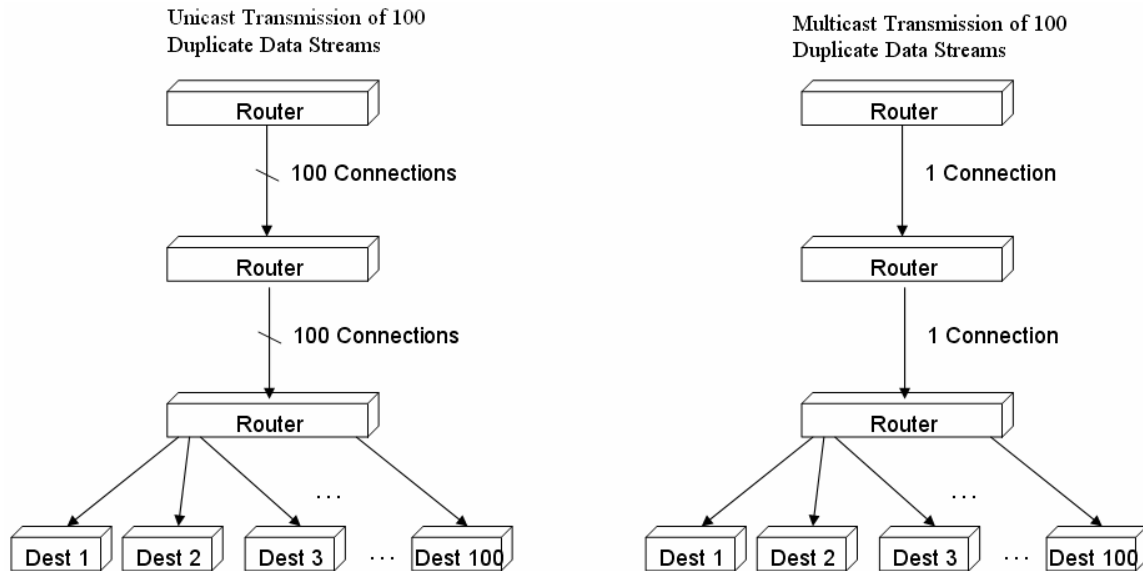 Unicast Transmission of 100
Duplicate Data Streams
Router
100 Connections
Router
100 Connections
Router
...
Dest 1
Dest 2
Dest 3
...
Dest 100
Multicast Transmission of 100
Duplicate Data Streams
Router
1 Connection
Router
1 Connection
Router
...
Dest 1
Dest 2
Dest 3
...
Dest 100